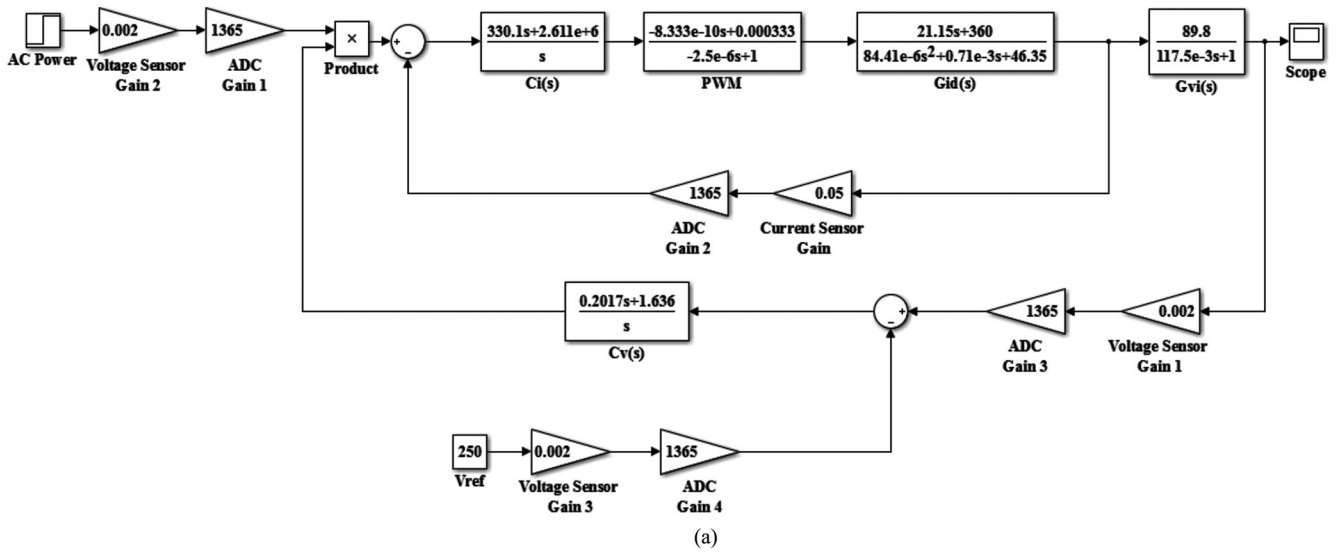 AC Power
0.002
Voltage Sensor
Gain 2
1365
ADC
Gain 1
×
Product
+
-
330.1s+2.611e+6
s
Ci(s)
-8.333e-10s+0.000333
-2.5e-6s+1
PWM
21.15s+360
84.41e-6s²+0.71e-3s+46.35
Gid(s)
89.8
117.5e-3s+1
Gvi(s)
Scope
1365
ADC
Gain 2
0.05
Current Sensor
Gain
0.2017s+1.636
s
Cv(s)
+
-
1365
ADC
Gain 3
0.002
Voltage Sensor
Gain 1
250
Vref
0.002
Voltage Sensor
Gain 3
1365
ADC
Gain 4
(a)